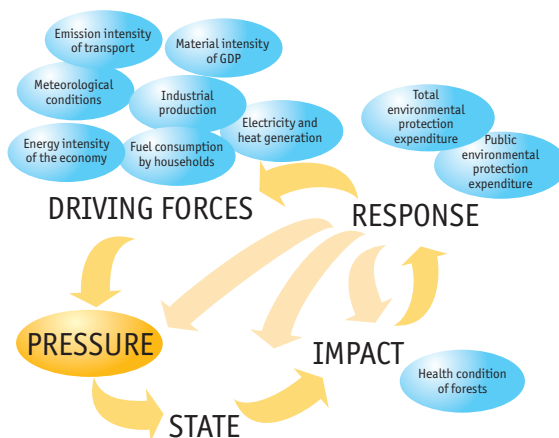 Emission intensity
of transport
Material intensity
of GDP
Meteorological
conditions
Industrial
production
Electricity and
heat generation
Energy intensity
of the economy
Fuel consumption
by households
Total
environmental
protection
expenditure
Public
environmental
protection
expenditure
DRIVING FORCES
RESPONSE
PRESSURE
IMPACT
Health condition
of forests
STATE